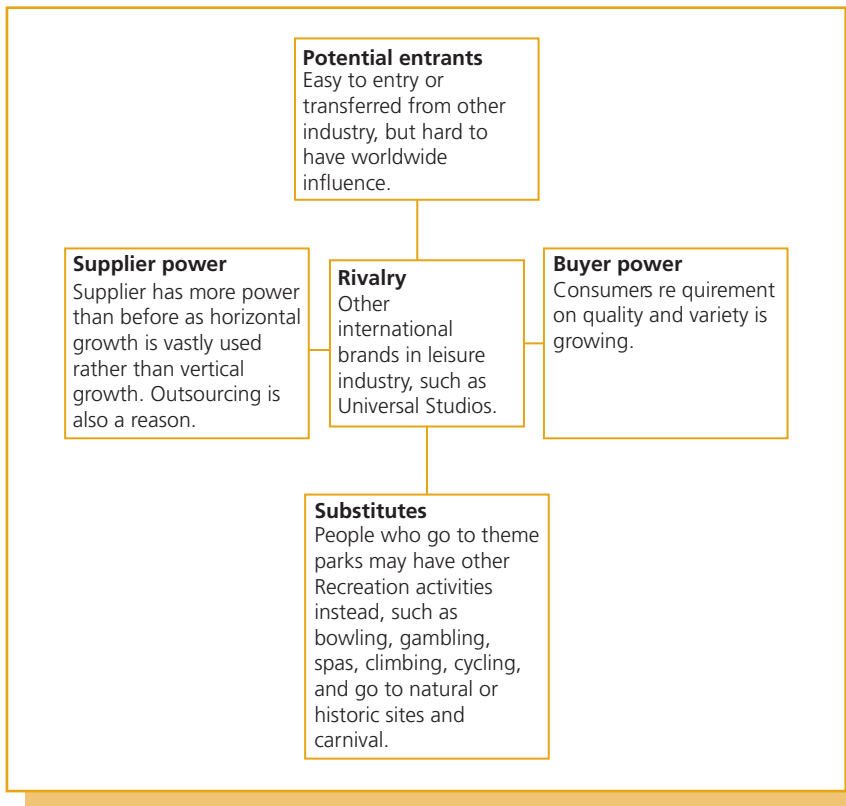 Potential entrants
Easy to entry or
transferred from other
industry, but hard to
have worldwide
influence.
Supplier power
Supplier has more power
than before as horizontal
growth is vastly used
rather than vertical
growth. Outsourcing is
also a reason.
Rivalry
Other
international
brands in leisure
industry, such as
Universal Studios.
Buyer power
Consumers re quirement
on quality and variety is
growing.
Substitutes
People who go to theme
parks may have other
Recreation activities
instead, such as
bowling, gambling,
spas, climbing, cycling,
and go to natural or
historic sites and
carnival.